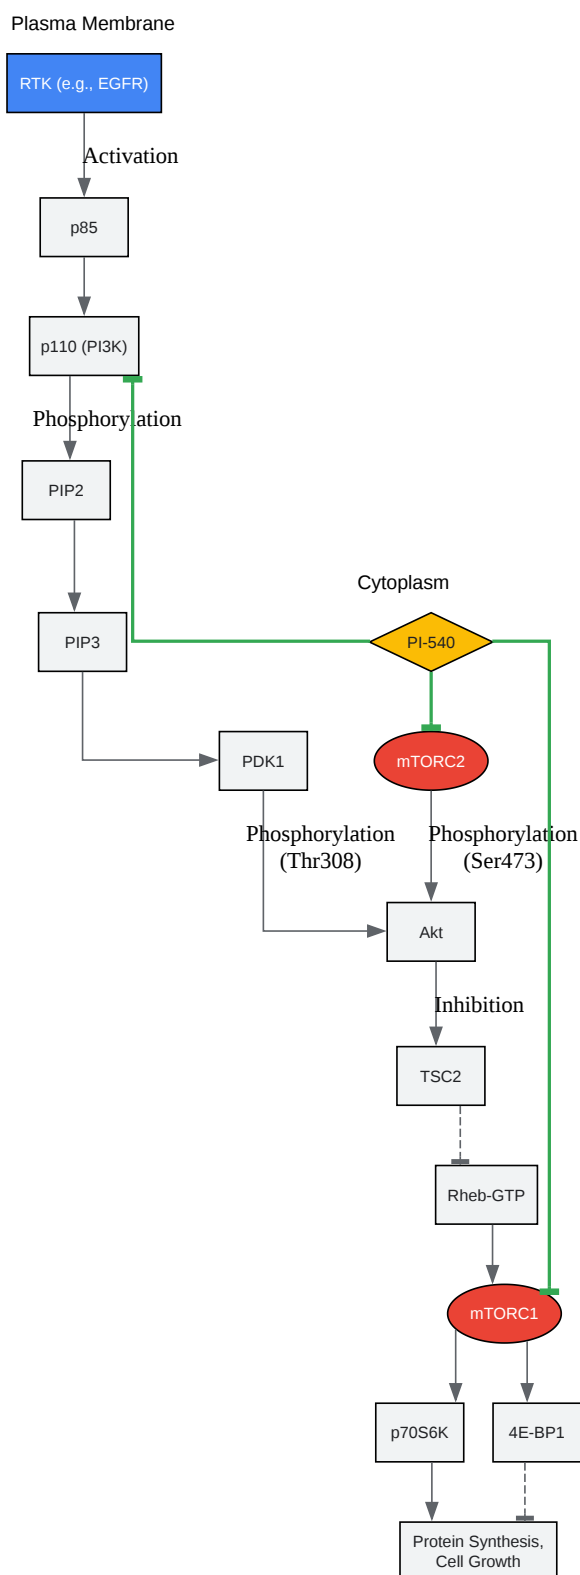 Plasma Membrane
RTK (e.g., EGFR)
Activation
p85
p110 (PI3K)
Phosphorylation
PIP2
Cytoplasm
PIP3
PI-540
PDK1
mTORC2
Phosphorylation
(Thr308)
Phosphorylation
(Ser473)
Akt
Inhibition
TSC2
Rheb-GTP
mTORC1
p70S6K
4E-BP1
Protein Synthesis,
Cell Growth